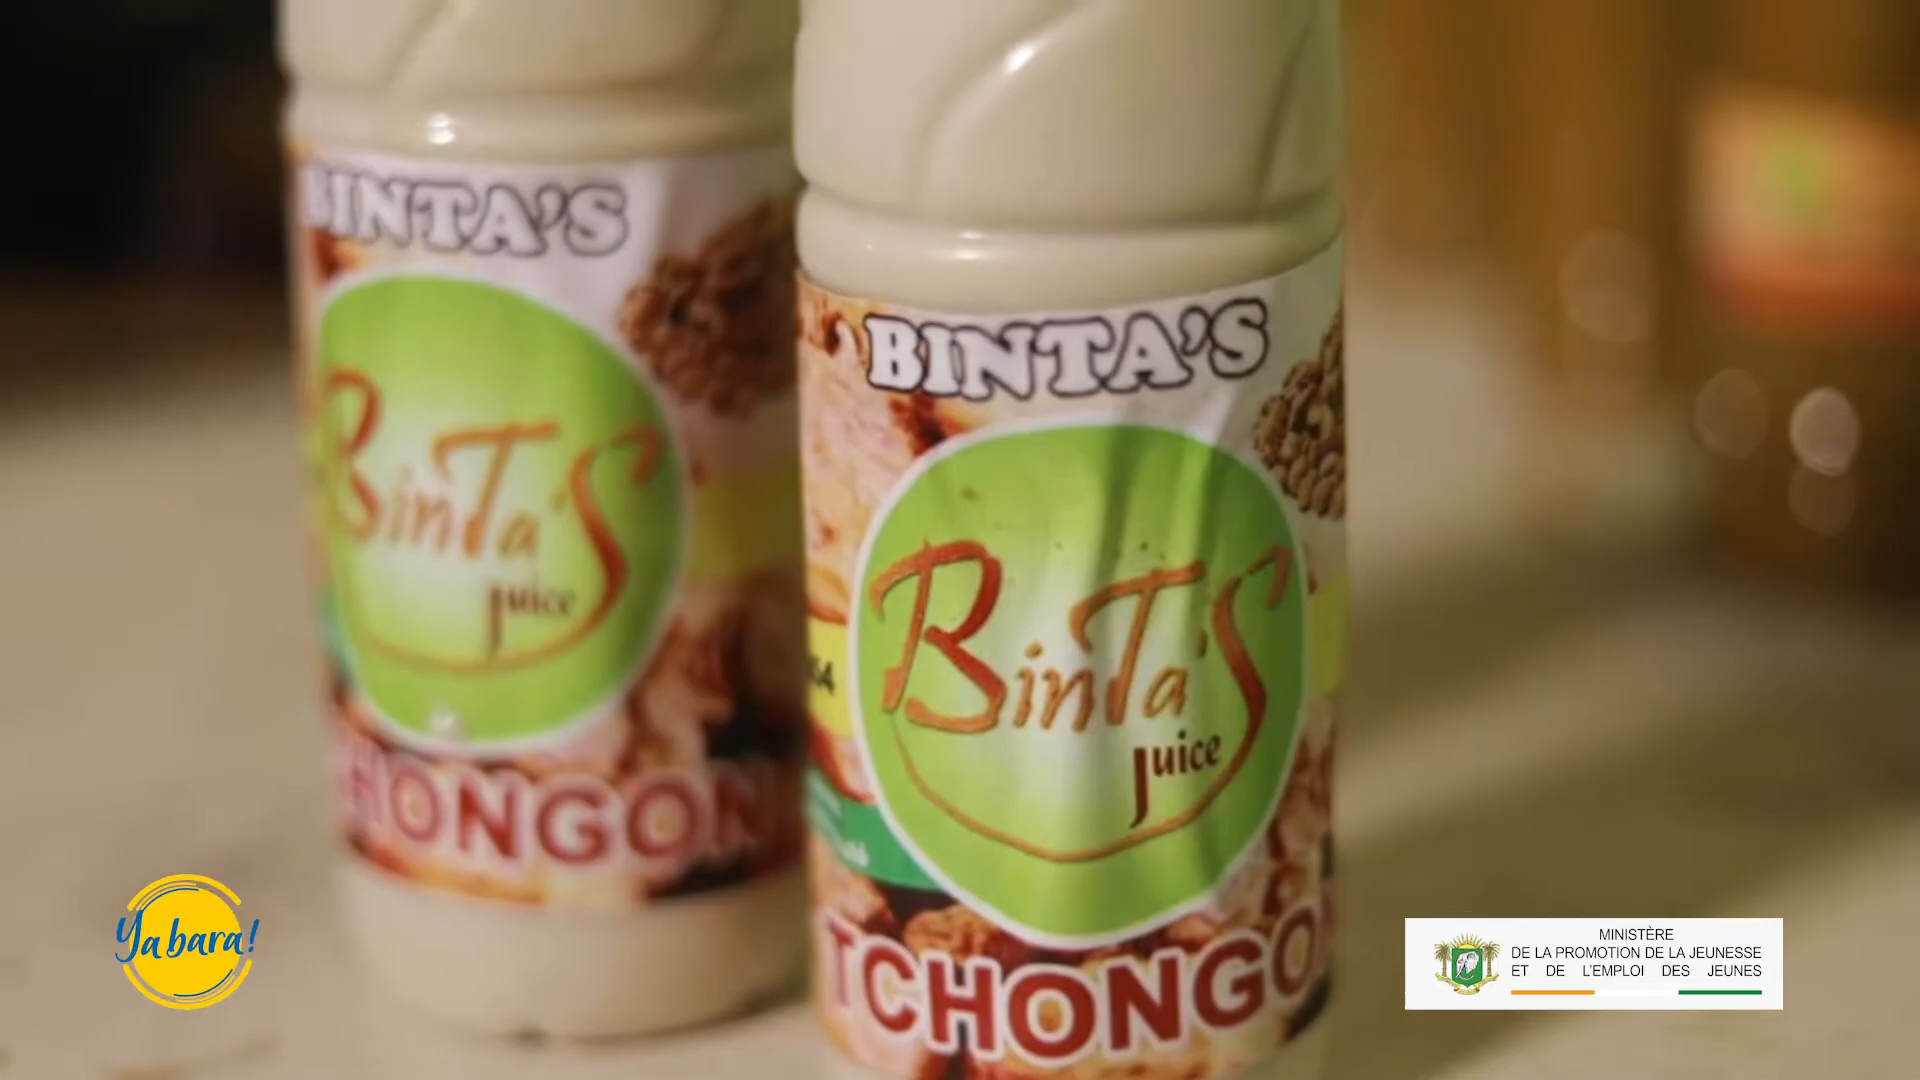 BINTA'S
BinTa'S
Juice
BINTA'S
BinTa'S
Juice
TCHONGO
Ya bara!
MINISTÈRE
DE LA PROMOTION DE LA JEUNESSE
ET DE L'EMPLOI DES JEUNES